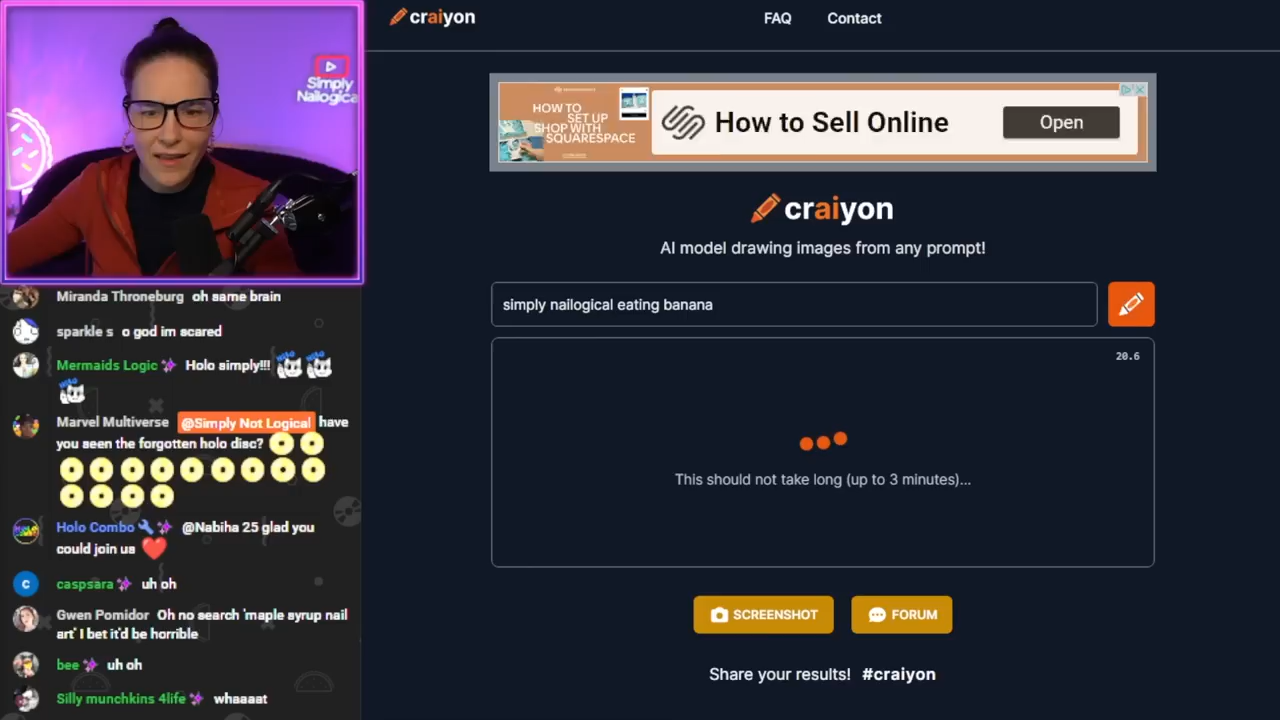 craiyon
FAQ
Contact
Simply
Nailogica
HOW TO
SET UP
SHOP WITH
SQUARESPACE
How to Sell Online
Open
craiyon
AI model drawing images from any prompt!
simply nailogical eating banana
20.6
This should not take long (up to 3 minutes)...
SCREENSHOT
FORUM
Share your results! #craiyon
Miranda Throneburg oh same brain
sparkle s o god im scared
Mermaids Logic Holo simply!!!
Marvel Multiverse @Simply Not Logical have
you seen the forgotten holo disc?
Holo Combo @Nabiha 25 glad you
could join us
c
caspsara uh oh
Gwen Pomidor Oh no search 'maple syrup nail
art' I bet it'd be horrible
bee uh oh
Silly munchkins 4life whaaaat